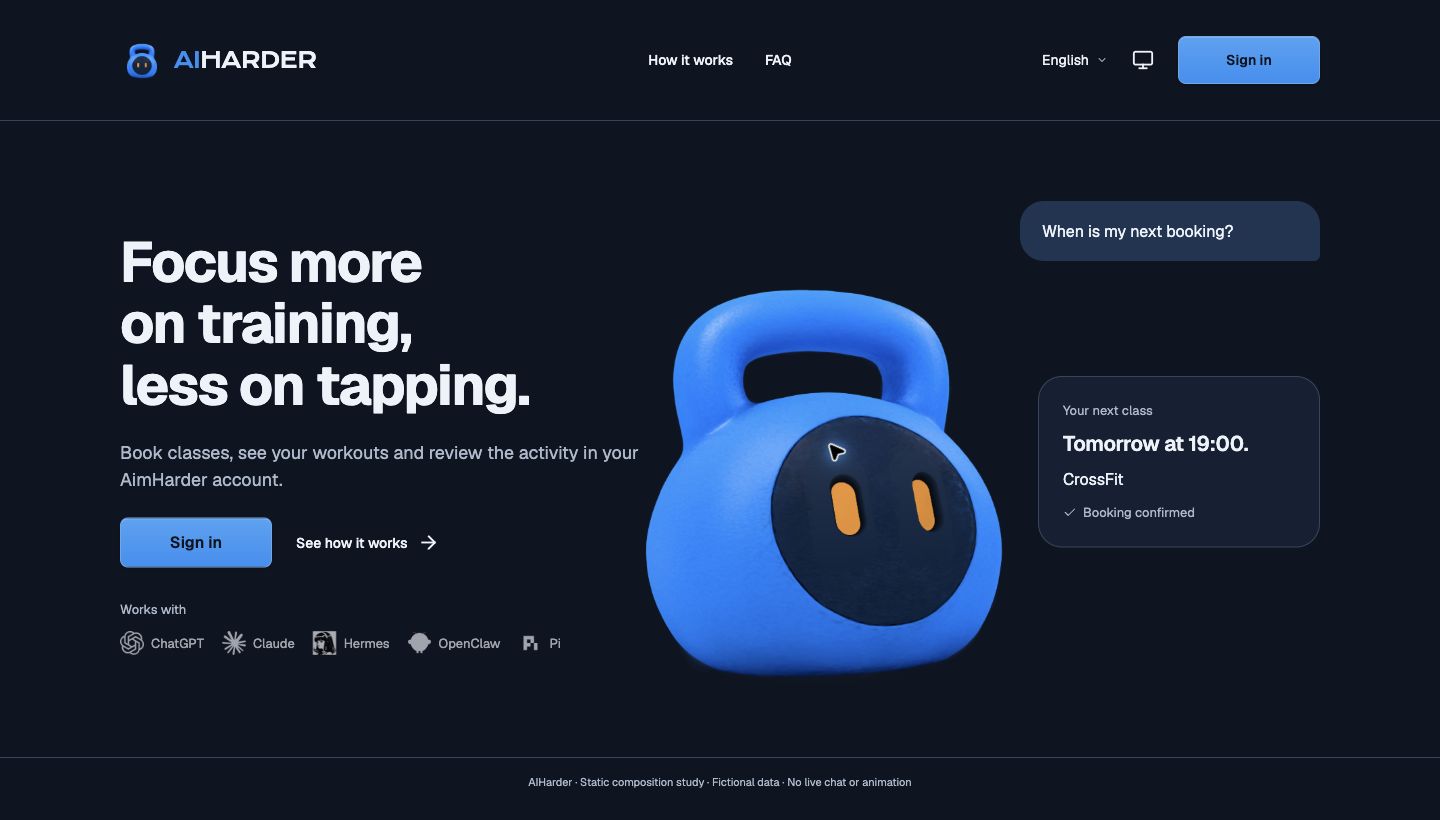 AIHARDER
How it works
FAQ
English
Sign in
When is my next booking?
Focus more
on training,
less on tapping.
Book classes, see your workouts and review the activity in your
AimHarder account.
Sign in
See how it works
Your next class
Tomorrow at 19:00.
CrossFit
Booking confirmed
Works with
ChatGPT
Claude
Hermes
OpenClaw
Pi
AIHarder · Static composition study · Fictional data · No live chat or animation